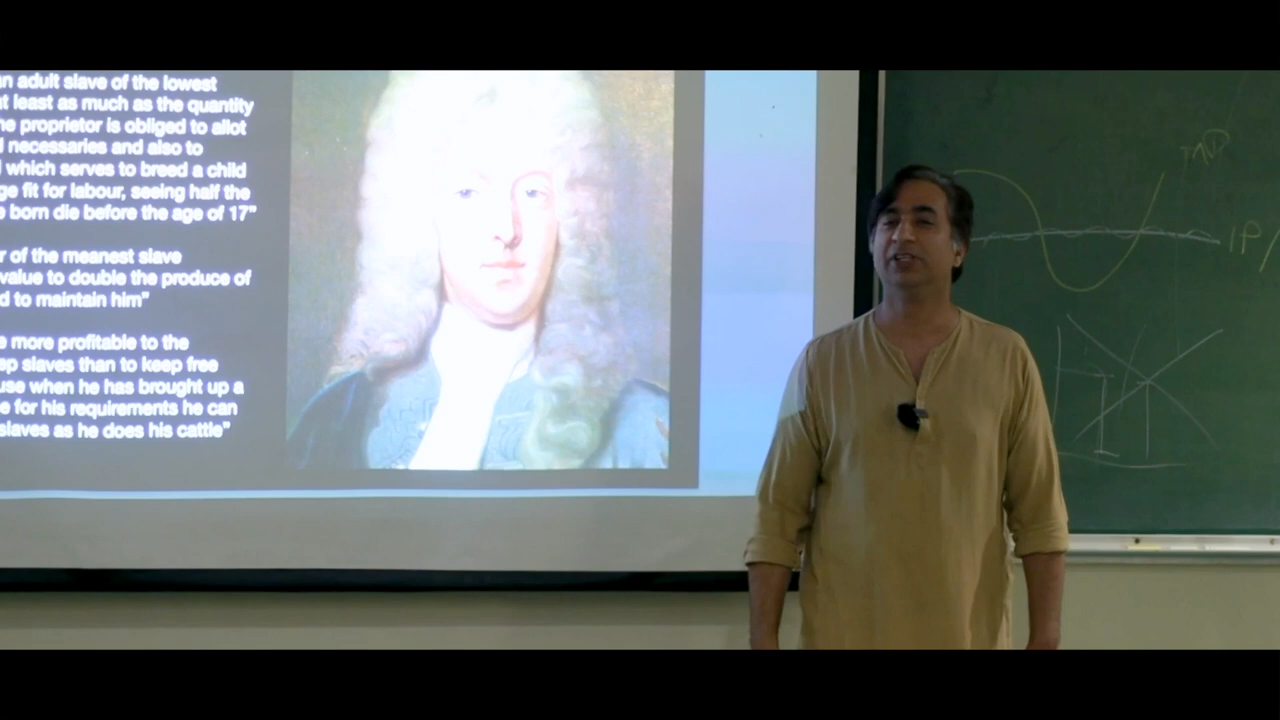 an adult slave of the lowest
at least as much as the quantity
he proprietor is obliged to allot
necessaries and also to
which serves to breed a child
ge fit for labour, seeing half the
born die before the age of 17”
r of the meanest slave
value to double the produce of
d to maintain him”
e more profitable to the
ep slaves than to keep free
use when he has brought up a
e for his requirements he can
slaves as he does his cattle”
IP